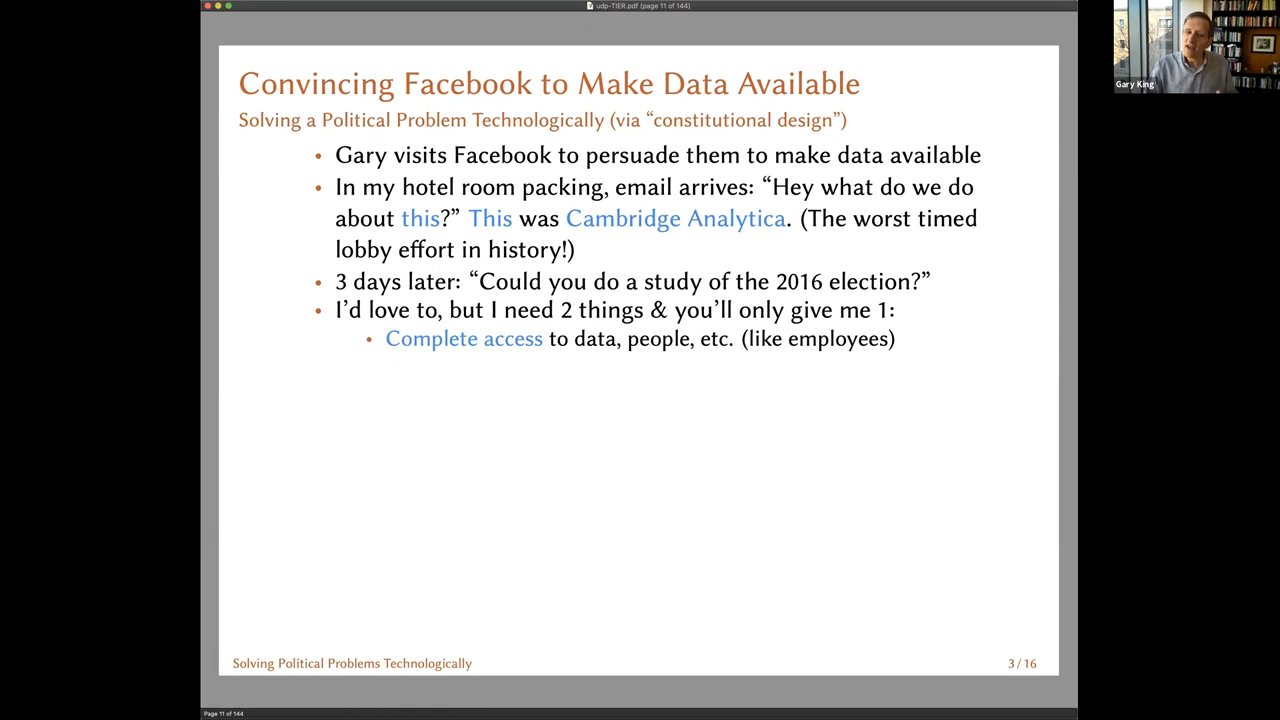 udp-TIER.pdf (page 11 of 144)
Gary King
Convincing Facebook to Make Data Available
Solving a Political Problem Technologically (via “constitutional design”)
• Gary visits Facebook to persuade them to make data available
• In my hotel room packing, email arrives: “Hey what do we do
about this?” This was Cambridge Analytica. (The worst timed
lobby effort in history!)
• 3 days later: “Could you do a study of the 2016 election?”
• I’d love to, but I need 2 things & you’ll only give me 1:
• Complete access to data, people, etc. (like employees)
Solving Political Problems Technologically
3 / 16
Page 11 of 144